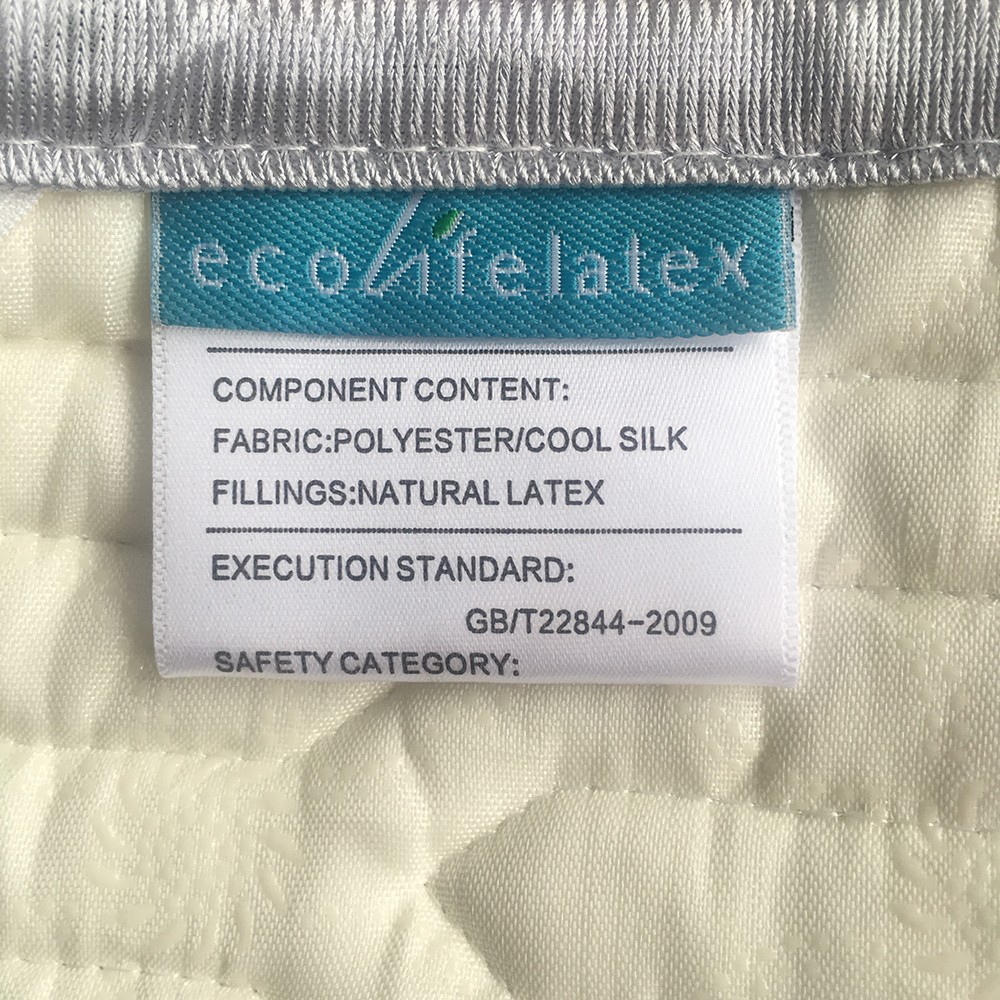 ecolifelatex
COMPONENT CONTENT:
FABRIC:POLYESTER/COOL SILK
FILLINGS:NATURAL LATEX
EXECUTION STANDARD:
GB/T22844-2009
SAFETY CATEGORY: